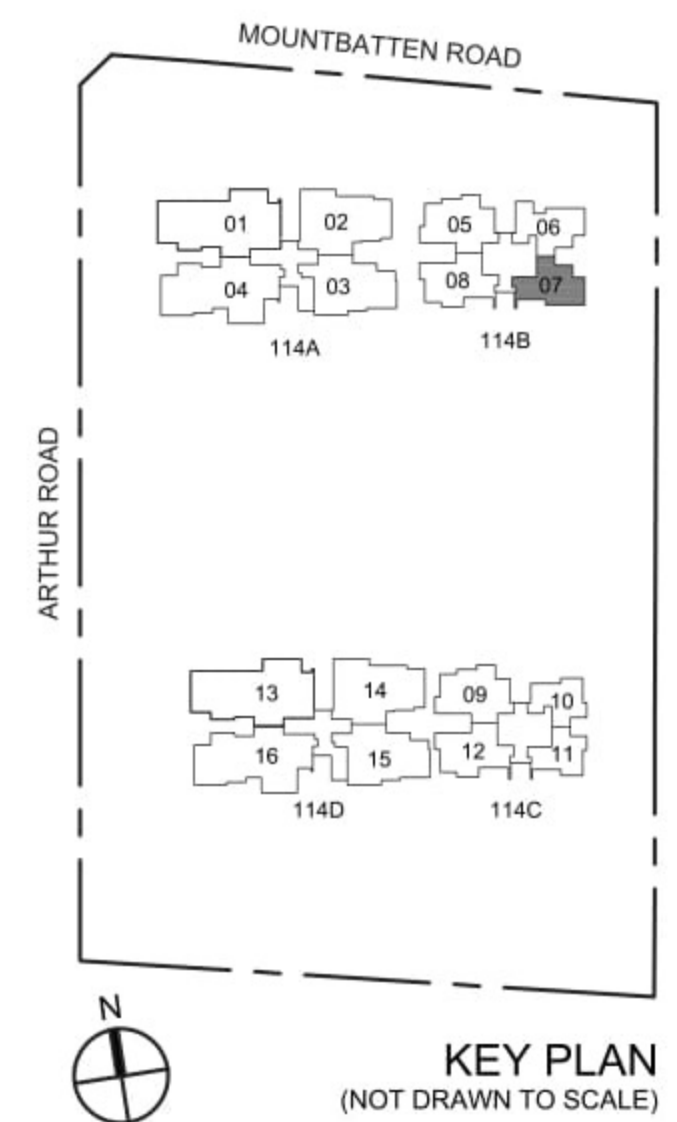 MOUNTBATTEN ROAD
01 02 05 06
04 03 08 07
114A 114B
ARTHUR ROAD
13 14 09 10
16 15 12 11
114D 114C
N
KEY PLAN
(NOT DRAWN TO SCALE)